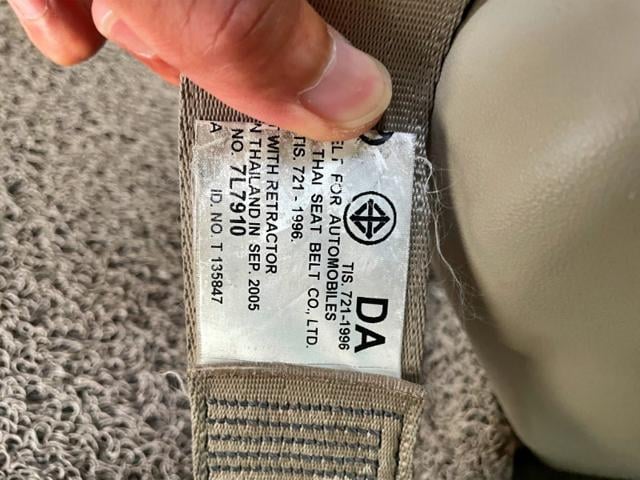 DA
TIS. 721-1996
ELT FOR AUTOMOBILES
THAI SEAT BELT CO., LTD.
TIS. 721 - 1996.
T WITH RETRACTOR
N THAILAND IN SEP. 2005
NO. 7L7910
A ID. NO. T 135847